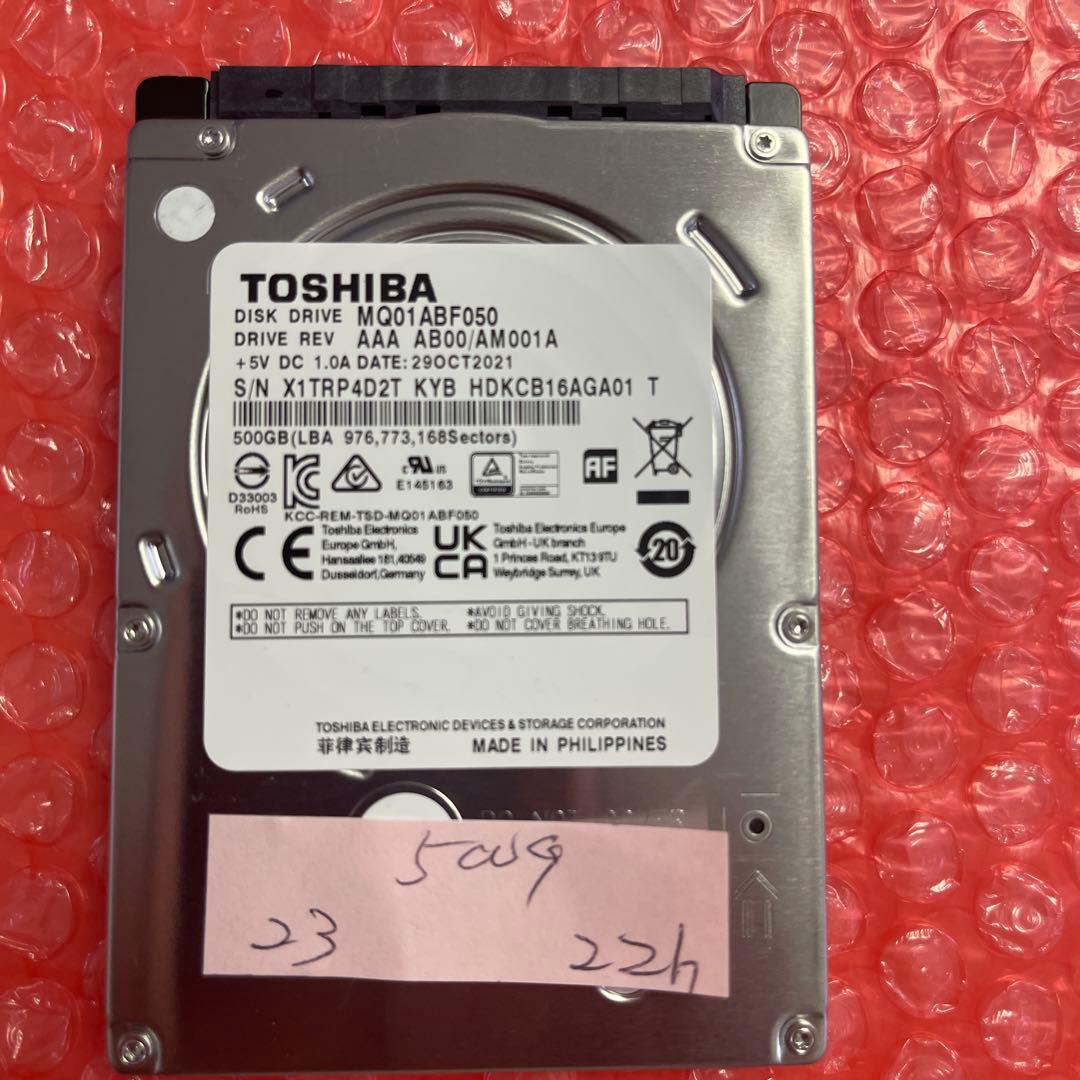 TOSHIBA
DISK DRIVE MQ01ABF050
DRIVE REV AAA AB00/AM001A
+5V DC 1.0A DATE:29OCT2021
S/N X1TRP4D2T KYB HDKCB16AGA01 T
500GB(LBA 976,773,168Sectors)
D33003
RoHS
E145163
AF
KCC-REM-TSD-MQ01ABF050
CE
Toshiba Electronics
Europe GmbH,
Hansaallee 181,40549
Dusseldorf,Germany
UK
CA
Toshiba Electronics Europe
GmbH-UK branch
1 Princes Road, KT13 9TU
Weybridge Surrey, UK
20
*DO NOT REMOVE ANY LABELS. *AVOID GIVING SHOCK.
*DO NOT PUSH ON THE TOP COVER. *DO NOT COVER BREATHING HOLE.
TOSHIBA ELECTRONIC DEVICES & STORAGE CORPORATION
菲律宾制造 MADE IN PHILIPPINES
500G
23 22h